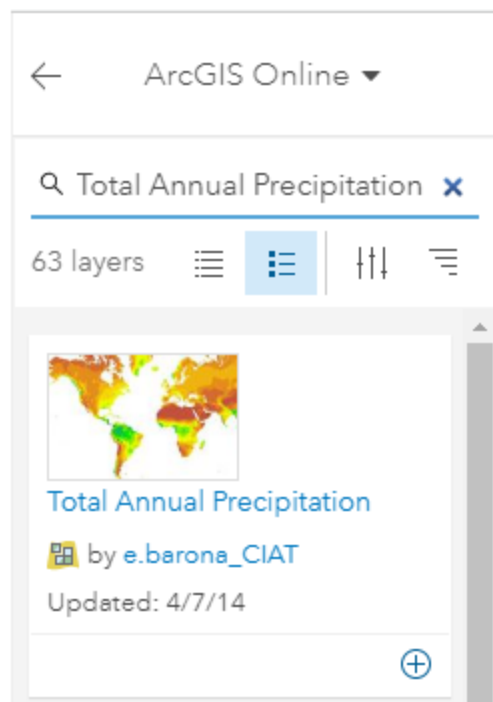 ArcGIS Online
Total Annual Precipitation
63 layers
Total Annual Precipitation
by e.barona_CIAT
Updated: 4/7/14